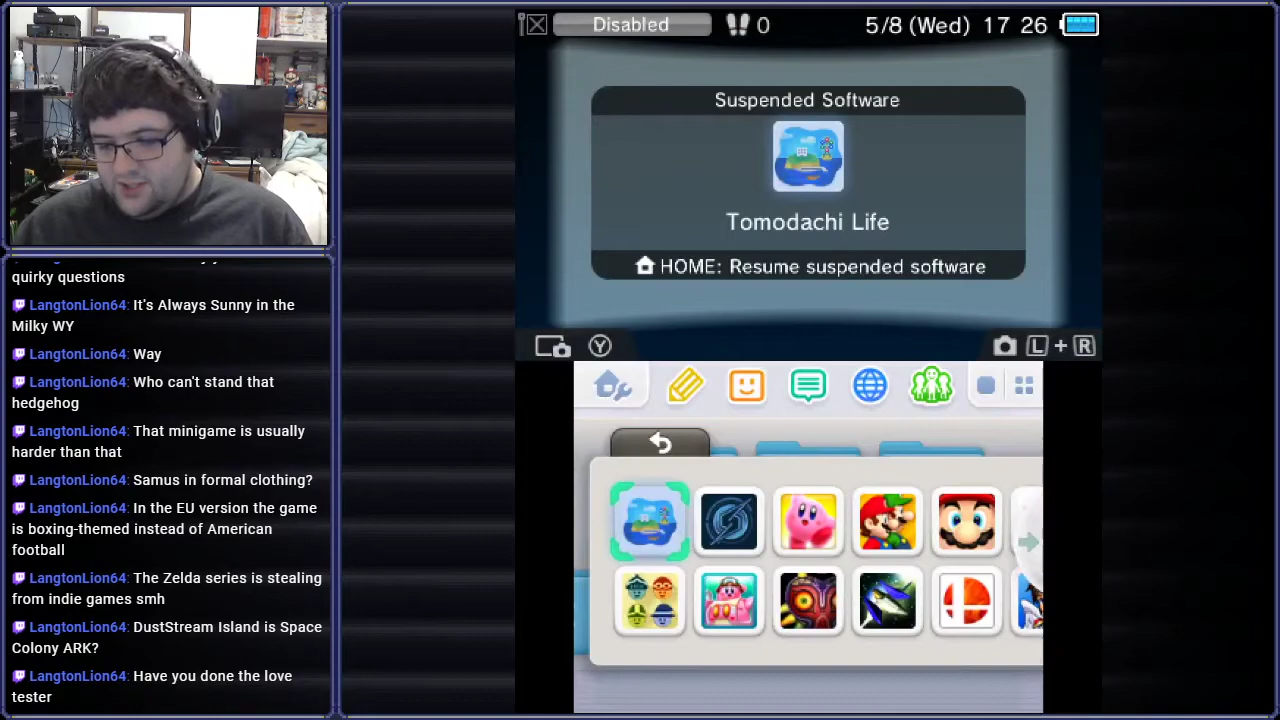 Disabled
0
5/8 (Wed) 17 26
Suspended Software
Tomodachi Life
HOME: Resume suspended software
Y
L + R
quirky questions
LangtonLion64: It's Always Sunny in the
Milky WY
LangtonLion64: Way
LangtonLion64: Who can't stand that
hedgehog
LangtonLion64: That minigame is usually
harder than that
LangtonLion64: Samus in formal clothing?
LangtonLion64: In the EU version the game
is boxing-themed instead of American
football
LangtonLion64: The Zelda series is stealing
from indie games smh
LangtonLion64: DustStream Island is Space
Colony ARK?
LangtonLion64: Have you done the love
tester